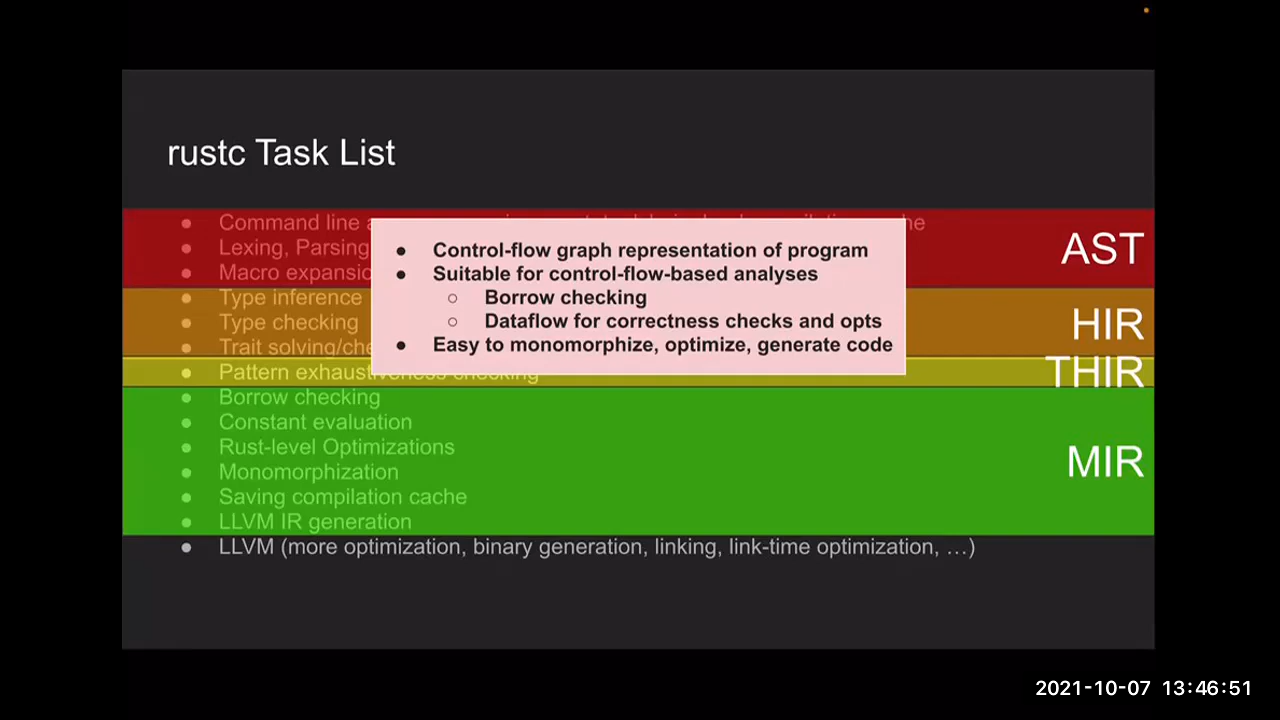 rustc Task List
● Command line
● Lexing, Parsing
● Macro
● Type inference
● Type checking
● Trait
● Pattern exhaustiveness checking
● Borrow checking
● Constant evaluation
● Rust-level Optimizations
● Monomorphization
● Saving compilation cache
● LLVM IR generation
● LLVM (more optimization, binary generation, linking, link-time optimization, …)
● Control-flow graph representation of program
● Suitable for control-flow-based analyses
○ Borrow checking
○ Dataflow for correctness checks and opts
● Easy to monomorphize, optimize, generate code
AST
HIR
THIR
MIR
2021-10-07 13:46:51